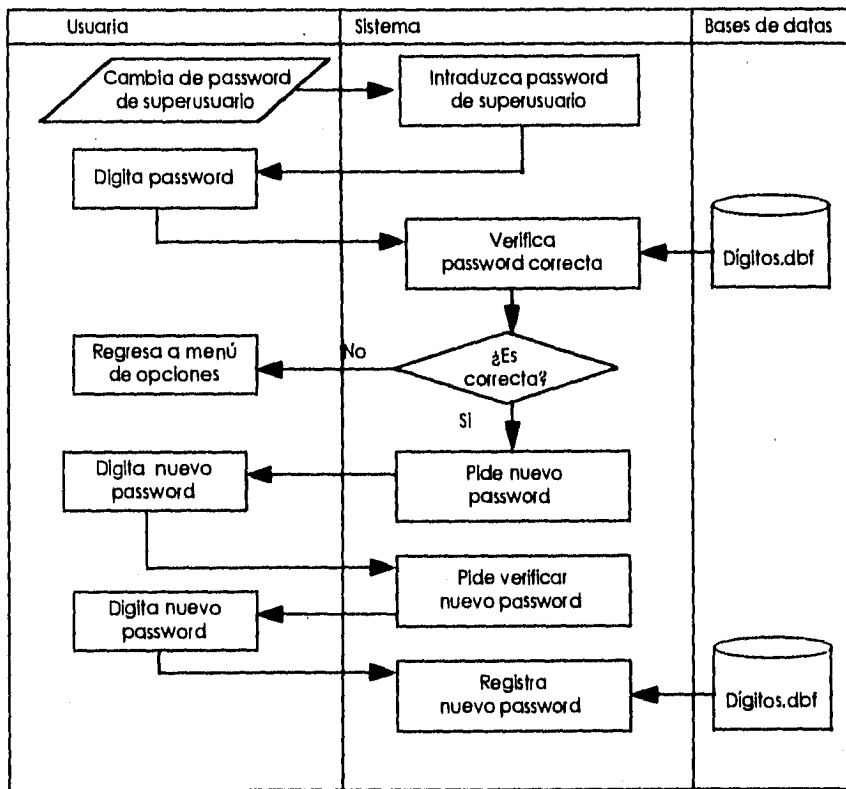 Usuaria
Sistema
Bases de datas
Cambia de password
de superusuario
Intraduzca password
de superusuario
Digita password
Verifica
password correcta
Dígitos.dbf
Regresa a menú
de opciones
No
¿Es
correcta?
Si
Digita nuevo
password
Pide nuevo
password
Pide verificar
nuevo password
Digita nuevo
password
Registra
nuevo password
Dígitos.dbf